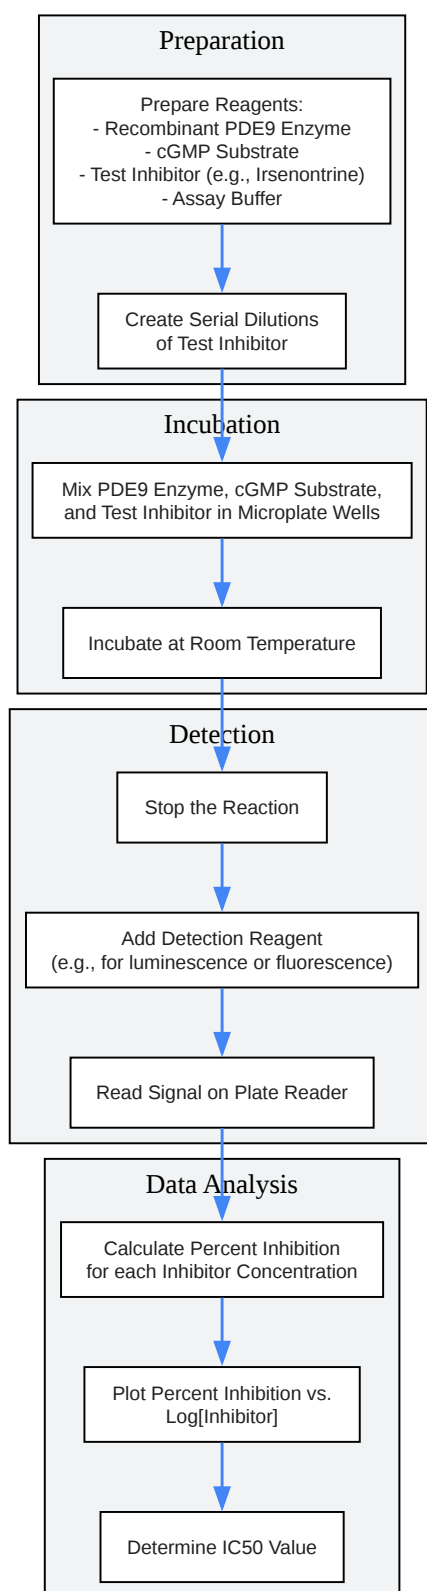 Preparation
Prepare Reagents:
- Recombinant PDE9 Enzyme
- cGMP Substrate
- Test Inhibitor (e.g., Irsenontrine)
- Assay Buffer
Create Serial Dilutions
of Test Inhibitor
Incubation
Mix PDE9 Enzyme, cGMP Substrate,
and Test Inhibitor in Microplate Wells
Incubate at Room Temperature
Detection
Stop the Reaction
Add Detection Reagent
(e.g., for luminescence or fluorescence)
Read Signal on Plate Reader
Data Analysis
Calculate Percent Inhibition
for each Inhibitor Concentration
Plot Percent Inhibition vs.
Log[Inhibitor]
Determine IC50 Value